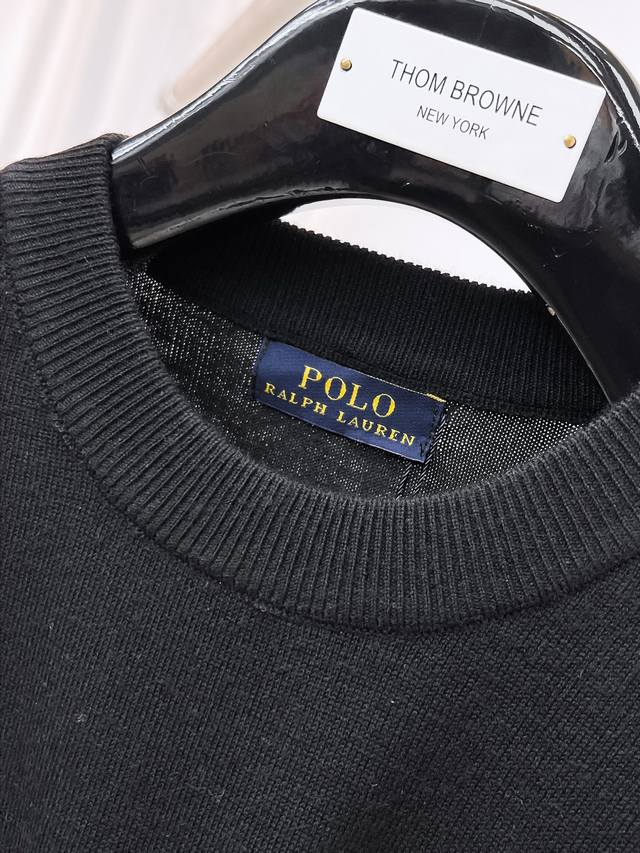 THOM BROWNE
NEW YORK
POLO
RALPH LAUREN